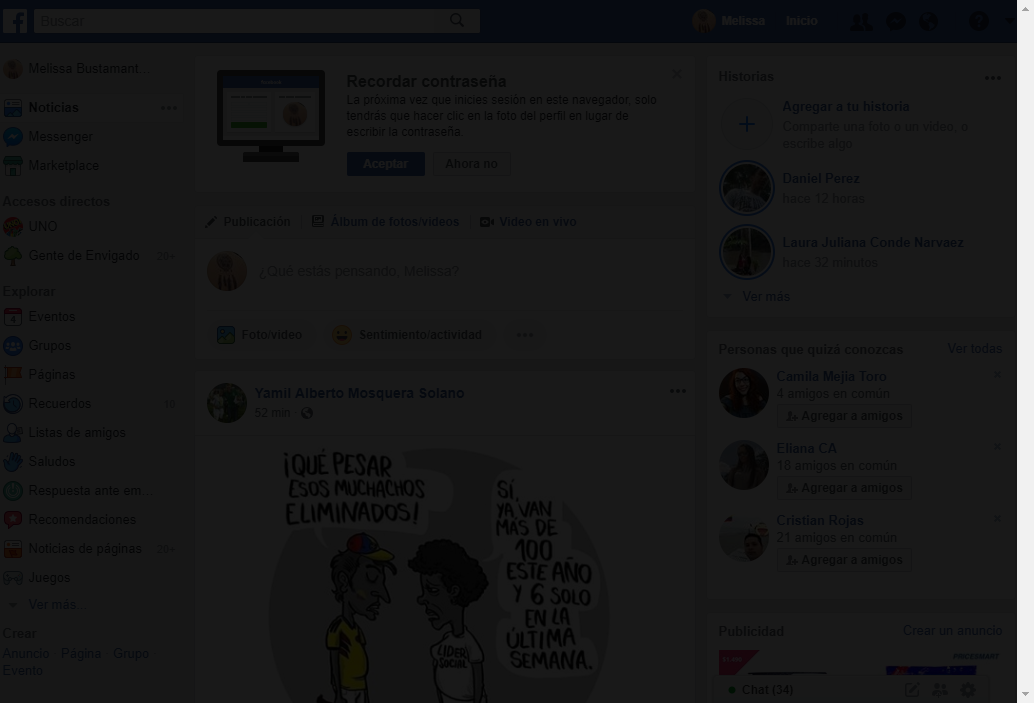 Buscar
Melissa
Inicio
Melissa Bustamant...
Noticias
Messenger
Marketplace
Accesos directos
UNO
Gente de Envigado 20+
Explorar
Eventos
Grupos
Páginas
Recuerdos 10
Listas de amigos
Saludos
Respuesta ante em...
Recomendaciones
Noticias de páginas 20+
Juegos
Ver más...
Crear
Anuncio Página Grupo
Evento
Recordar contraseña
La próxima vez que inicies sesión en este navegador, solo
tendrás que hacer clic en la foto del perfil en lugar de
escribir la contraseña.
Aceptar Ahora no
Publicación Álbum de fotos/videos Video en vivo
¿Qué estás pensando, Melissa?
Foto/video Sentimiento/actividad
Yamil Alberto Mosquera Solano
52 min
¡QUÉ PESAR
ESOS MUCHACHOS
ELIMINADOS!
SÍ,
YA VAN
MÁS DE
100
ESTE AÑO
Y 6 SOLO
EN LA
ÚLTIMA
SEMANA.
LIDER
SOCIAL
Historias
Agregar a tu historia
Comparte una foto o un video, o
escribe algo
Daniel Perez
hace 12 horas
Laura Juliana Conde Narvaez
hace 32 minutos
Ver más
Personas que quizá conozcas Ver todas
Camila Mejia Toro
4 amigos en común
Agregar a amigos
Eliana CA
18 amigos en común
Agregar a amigos
Cristian Rojas
21 amigos en común
Agregar a amigos
Publicidad Crear un anuncio
Chat (34)